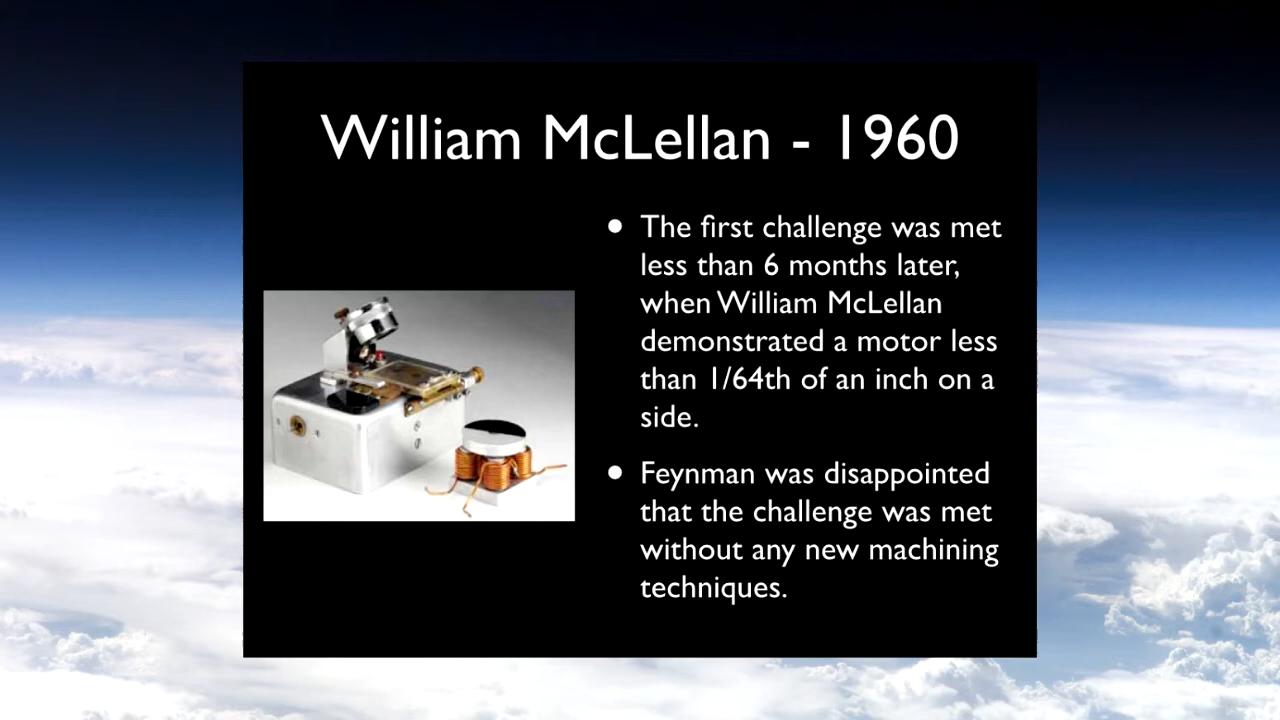 William McLellan - 1960
• The first challenge was met
less than 6 months later,
when William McLellan
demonstrated a motor less
than 1/64th of an inch on a
side.
• Feynman was disappointed
that the challenge was met
without any new machining
techniques.